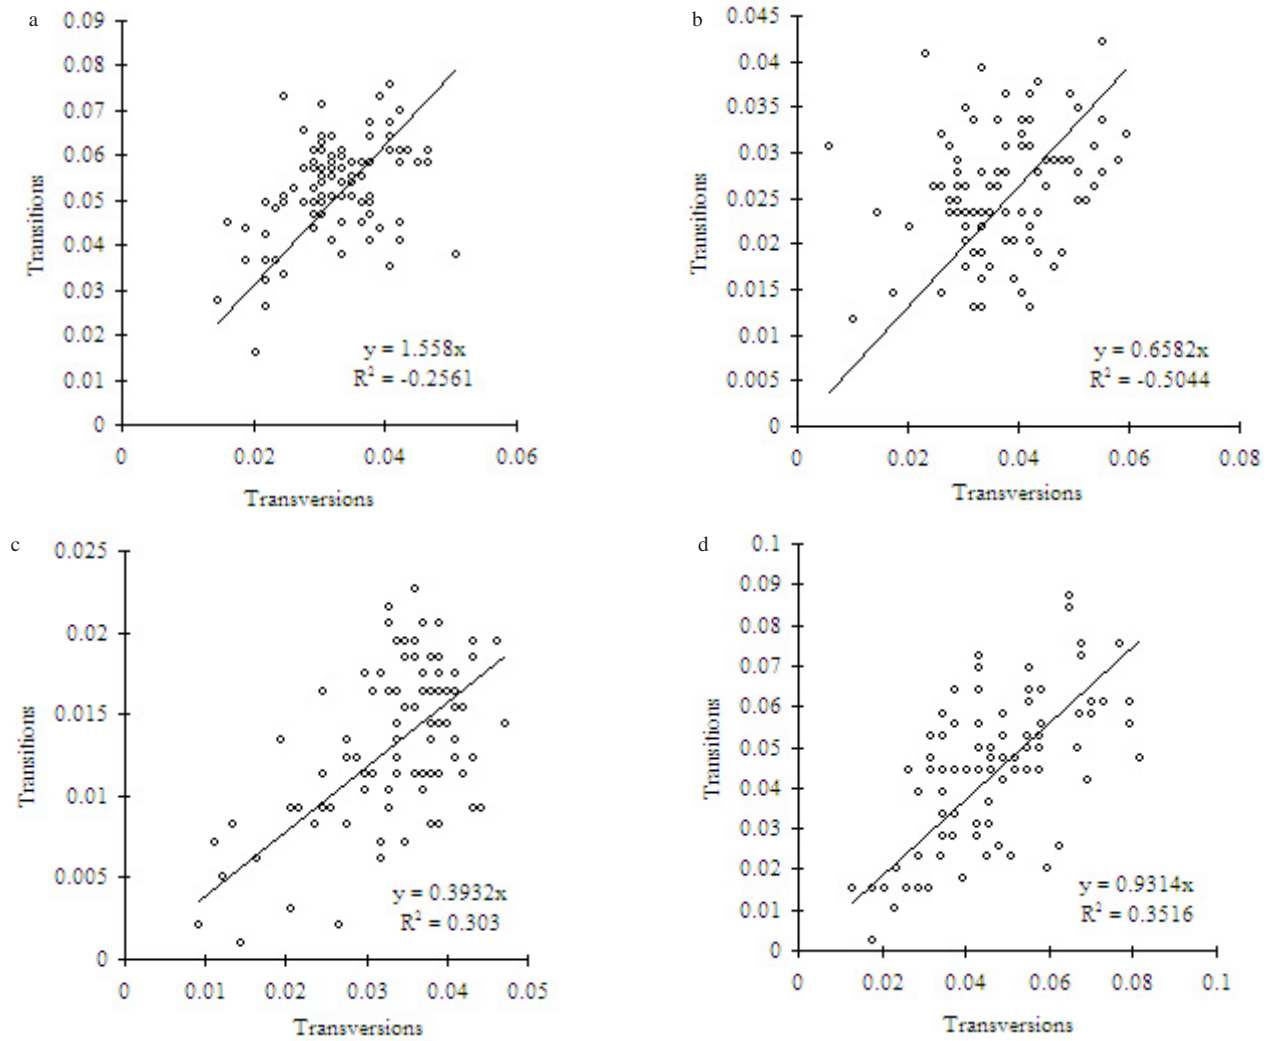 a
0.09
0.08
0.07
0.06
0.05
0.04
0.03
0.02
0.01
0
Transitions
y = 1.558x
R² = -0.2561
0 0.02 0.04 0.06
Transversions
b
0.045
0.04
0.035
0.03
0.025
0.02
0.015
0.01
0.005
0
Transitions
y = 0.6582x
R² = -0.5044
0 0.02 0.04 0.06 0.08
Transversions
c
0.025
0.02
0.015
0.01
0.005
0
Transitions
y = 0.3932x
R² = 0.303
0 0.01 0.02 0.03 0.04 0.05
Transversions
d
0.1
0.09
0.08
0.07
0.06
0.05
0.04
0.03
0.02
0.01
0
Transitions
y = 0.9314x
R² = 0.3516
0 0.02 0.04 0.06 0.08 0.1
Transversions